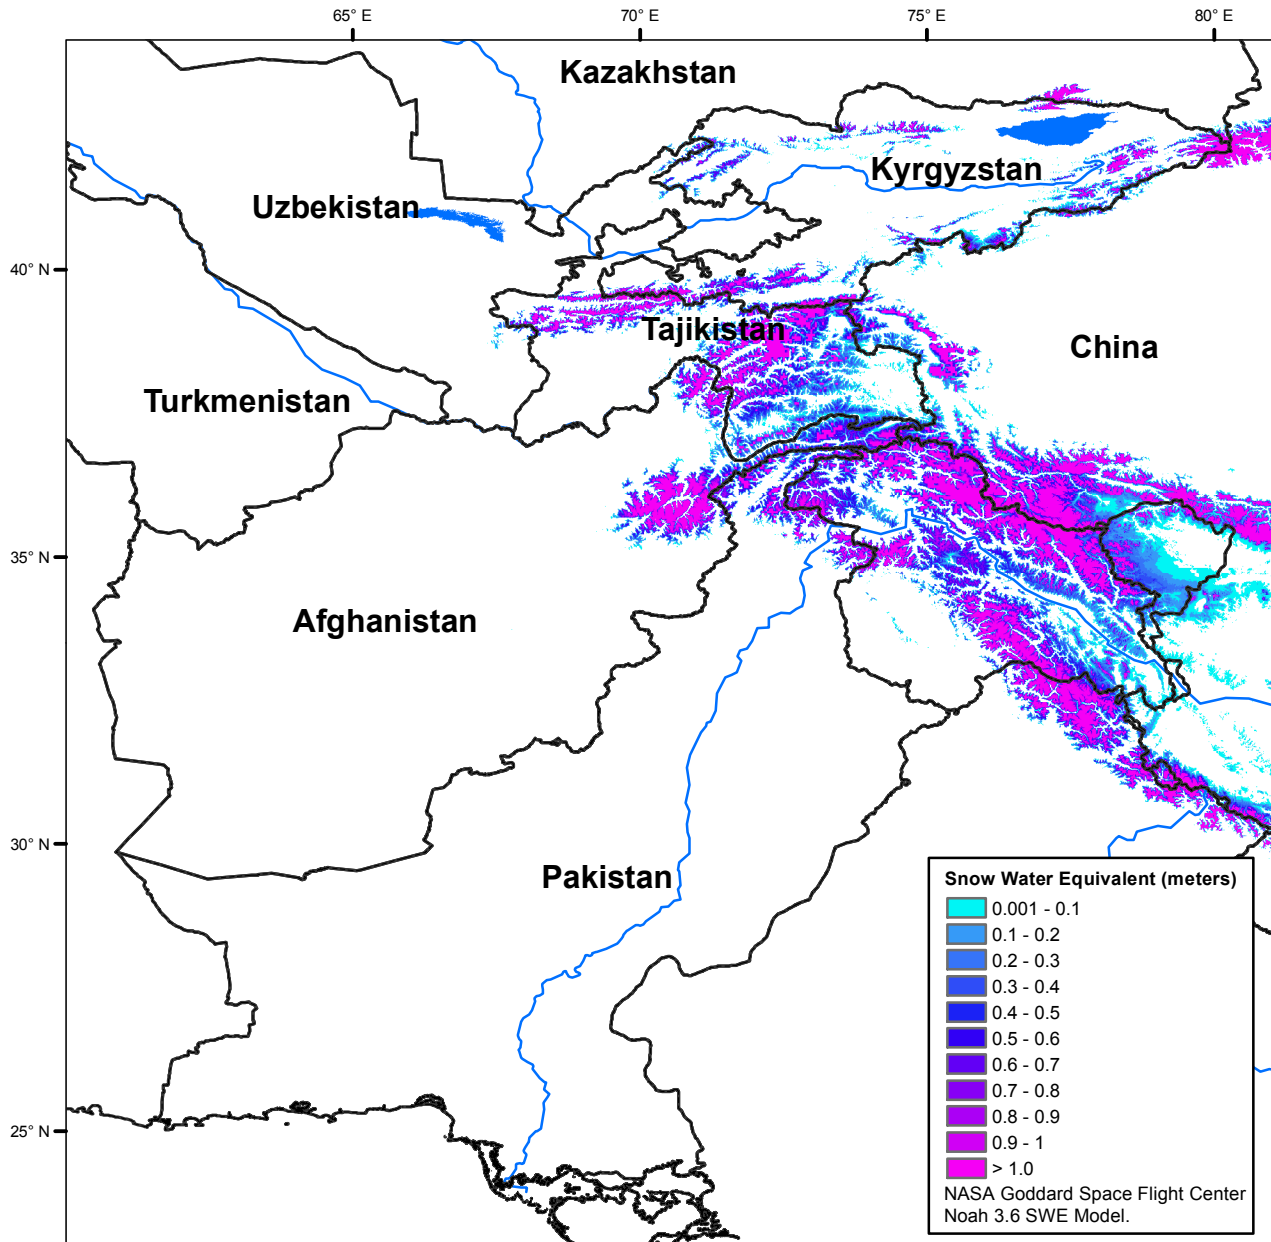 65° E
70° E
75° E
80° E
Kazakhstan
Kyrgyzstan
Uzbekistan
40° N
Tajikistan
China
Turkmenistan
35° N
Afghanistan
30° N
Pakistan
25° N
Snow Water Equivalent (meters)
0.001 - 0.1
0.1 - 0.2
0.2 - 0.3
0.3 - 0.4
0.4 - 0.5
0.5 - 0.6
0.6 - 0.7
0.7 - 0.8
0.8 - 0.9
0.9 - 1
> 1.0
NASA Goddard Space Flight Center
Noah 3.6 SWE Model.